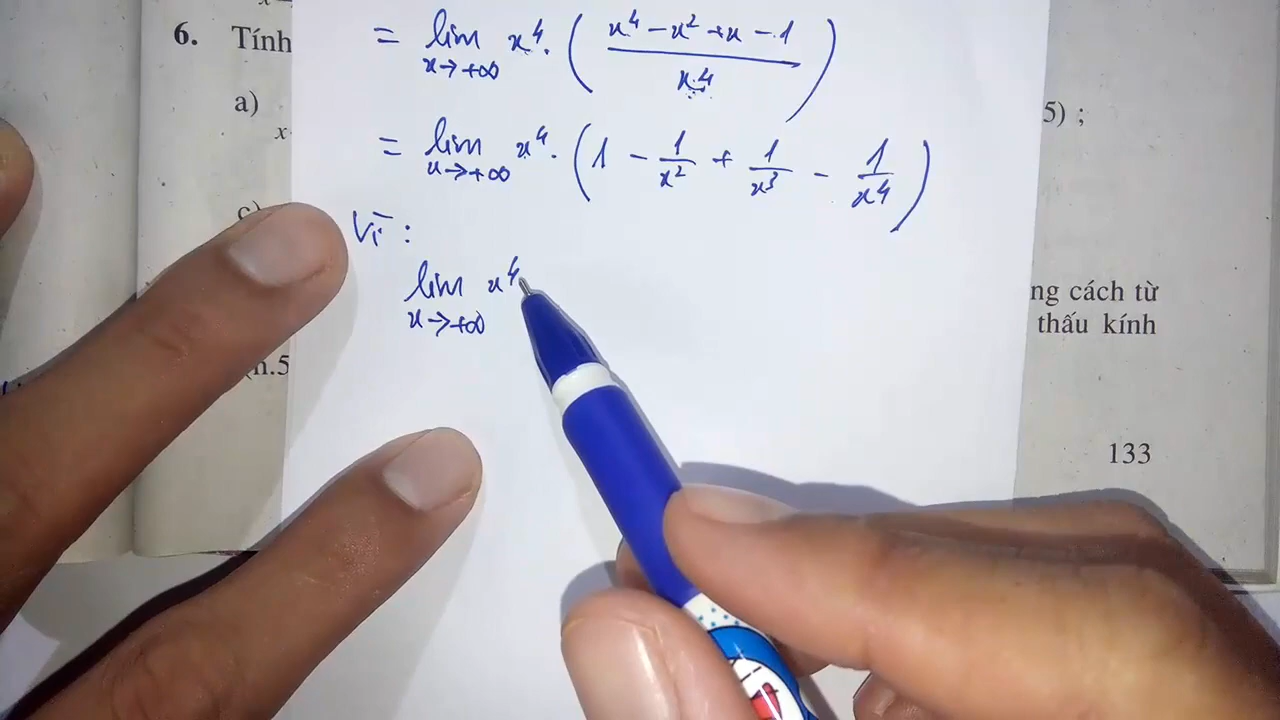 6. Tính
a)
x
5) ;
c)
= lim x⁴. ( x⁴ - x² + x - 1 / x⁴ )
x→+∞
= lim x⁴. ( 1 - 1/x² + 1/x³ - 1/x⁴ )
x→+∞
Vì :
lim x⁴
x→+∞
ng cách từ
thấu kính
n.5
133